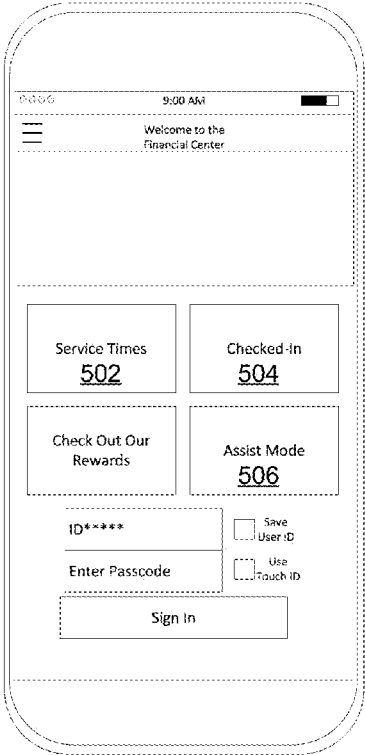 9:00 AM
Welcome to the
Financial Center
Service Times
502
Checked-In
504
Check Out Our
Rewards
Assist Mode
506
ID*****
Save
User ID
Enter Passcode
Use
Touch ID
Sign In